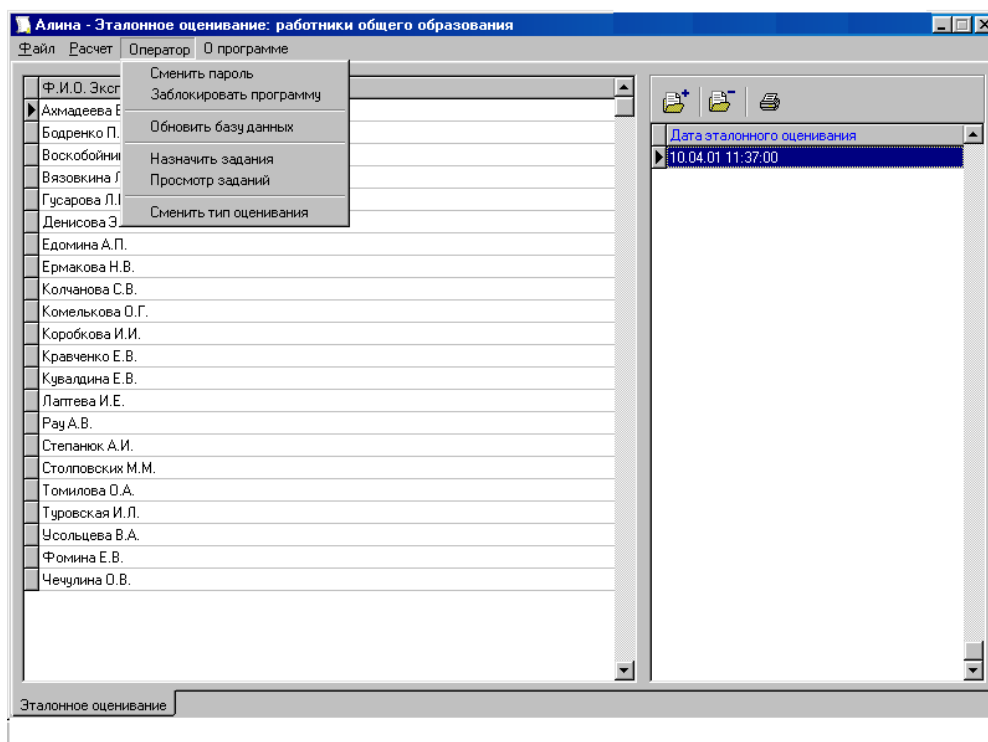 Алина - Эталонное оценивание: работники общего образования
Файл Расчет Оператор О программе
Сменить пароль
Заблокировать программу
Обновить базу данных
Назначить задания
Просмотр заданий
Сменить тип оценивания
Ф.И.О.
Ахмадеева
Бодренко П.
Вязовкина
Гусарова Л.
Денисова Э.
Едомина А.П.
Ермакова Н.В.
Колчанова С.В.
Комелькова О.Г.
Коробкова И.И.
Кравченко Е.В.
Кувалдина Е.В.
Лаптева И.Е.
Рау А.В.
Степанюк А.И.
Столповских М.М.
Томилова О.А.
Туровская И.Л.
Усольцева В.А.
Фомина Е.В.
Чечулина О.В.
Дата эталонного оценивания
10.04.01 11:37:00
Эталонное оценивание